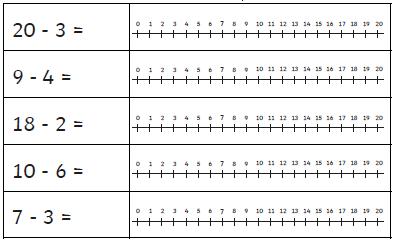 20 - 3 = 0 1 2 3 4 5 6 7 8 9 10 11 12 13 14 15 16 17 18 19 20
9 - 4 = 0 1 2 3 4 5 6 7 8 9 10 11 12 13 14 15 16 17 18 19 20
18 - 2 = 0 1 2 3 4 5 6 7 8 9 10 11 12 13 14 15 16 17 18 19 20
10 - 6 = 0 1 2 3 4 5 6 7 8 9 10 11 12 13 14 15 16 17 18 19 20
7 - 3 = 0 1 2 3 4 5 6 7 8 9 10 11 12 13 14 15 16 17 18 19 20